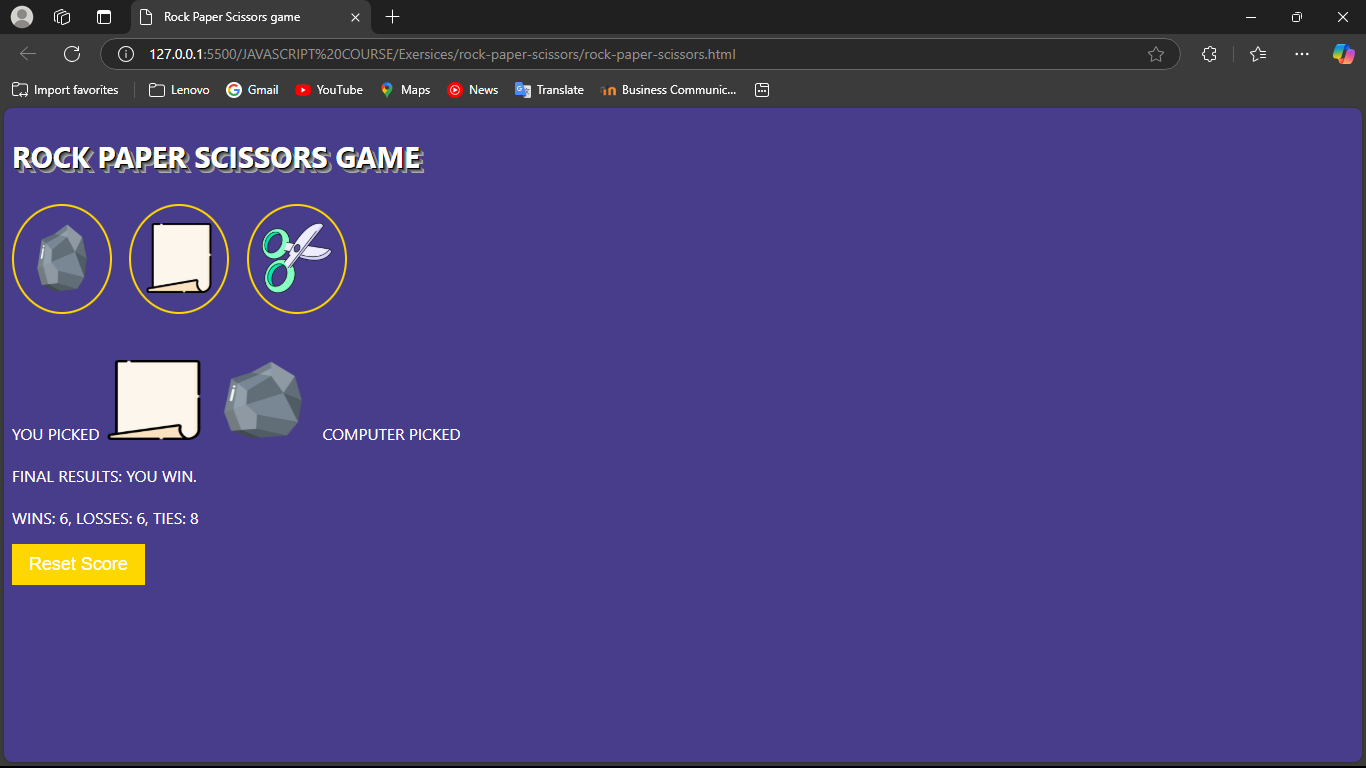 Rock Paper Scissors game
127.0.0.1:5500/JAVASCRIPT%20COURSE/Exersices/rock-paper-scissors/rock-paper-scissors.html
Import favorites Lenovo Gmail YouTube Maps News Translate Business Communic...
ROCK PAPER SCISSORS GAME
YOU PICKED COMPUTER PICKED
FINAL RESULTS: YOU WIN.
WINS: 6, LOSSES: 6, TIES: 8
Reset Score